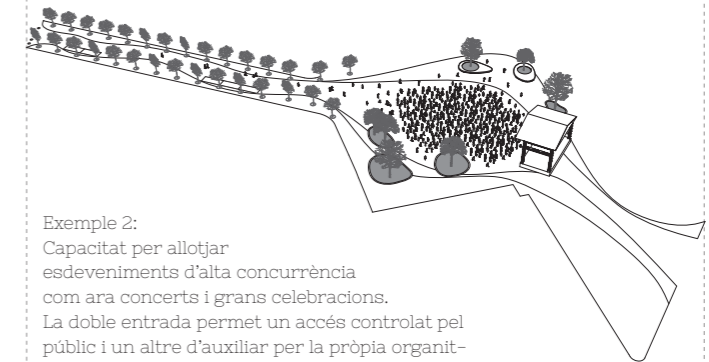 Exemple 2:
Capacitat per allotjar
esdeveniments d'alta concurrència
com ara concerts i grans celebracions.
La doble entrada permet un accés controlat pel
públic i un altre d'auxiliar per la pròpia organit-